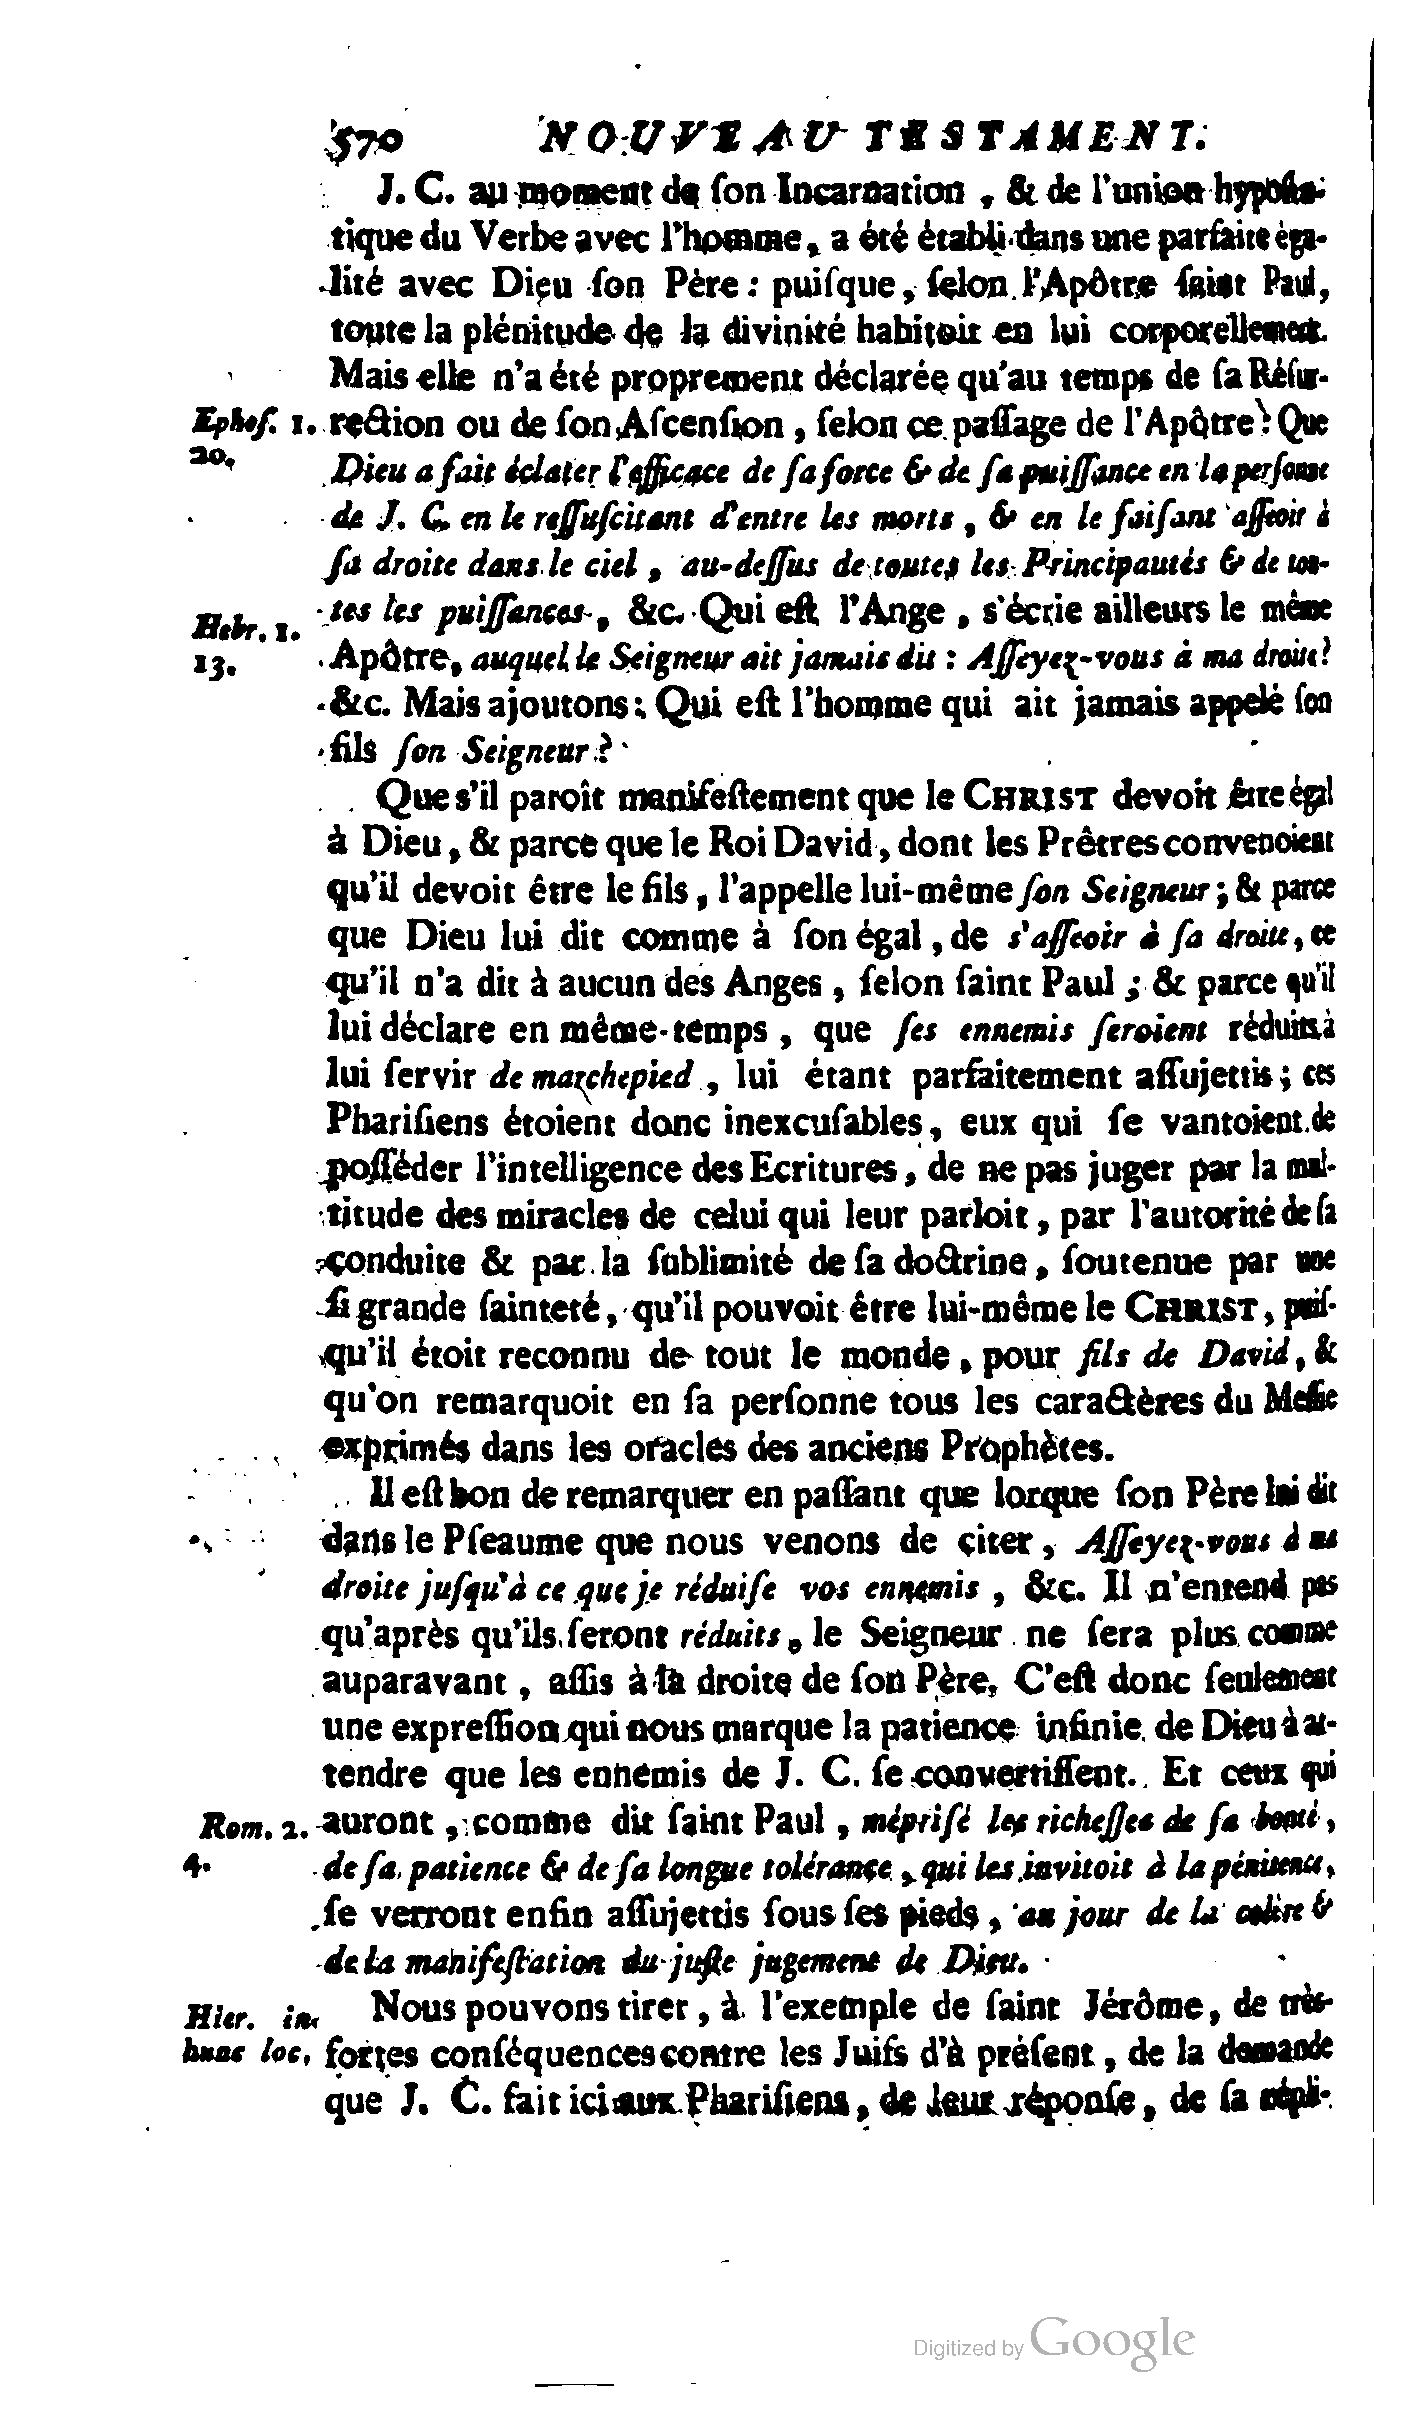 570 NOUVEAU TESTAMENT.
J. C. au moment de ſon Incarnation , & de l'union hypoſta-
tique du Verbe avec l'homme, a été établi dans une parfaite éga-
lité avec Dieu ſon Père : puiſque, ſelon l'Apôtre ſaint Paul,
toute la plénitude de la divinité habitoit en lui corporellement.
Mais elle n'a été proprement déclarée qu'au temps de ſa Réſur-
Epheſ. 1. rection ou de ſon Aſcenſion , ſelon ce paſſage de l'Apôtre : Que
20. Dieu a fait éclater l'efficace de ſa force & de ſa puiſſance en la perſonne
de J. C. en le reſſuſcitant d'entre les morts , & en le faiſant aſſeoir à
ſa droite dans le ciel , au-deſſus de toutes les Principautés & de tou-
tes les puiſſances , &c. Qui eſt l'Ange , s'écrie ailleurs le même
Hebr. 1.
13. Apôtre, auquel le Seigneur ait jamais dit : Aſſeyez-vous à ma droite ?
&c. Mais ajoutons : Qui eſt l'homme qui ait jamais appelé ſon
fils ſon Seigneur ?
Que s'il paroît manifeſtement que le CHRIST devoit être égal
à Dieu , & parce que le Roi David , dont les Prêtres convenoient
qu'il devoit être le fils , l'appelle lui-même ſon Seigneur ; & parce
que Dieu lui dit comme à ſon égal , de s'aſſeoir à ſa droite, ce
qu'il n'a dit à aucun des Anges , ſelon ſaint Paul ; & parce qu'il
lui déclare en même-temps , que ſes ennemis ſeroient réduits à
lui ſervir de marchepied , lui étant parfaitement aſſujettis ; ces
Phariſiens étoient donc inexcuſables, eux qui ſe vantoient de
poſſéder l'intelligence des Ecritures, de ne pas juger par la mul-
titude des miracles de celui qui leur parloit, par l'autorité de ſa
conduite & par la ſublimité de ſa doctrine, ſoutenue par une
ſi grande ſainteté, qu'il pouvoit être lui-même le CHRIST, puiſ-
qu'il étoit reconnu de tout le monde, pour fils de David, &
qu'on remarquoit en ſa perſonne tous les caractères du Meſſie
exprimés dans les oracles des anciens Prophètes.
Il eſt bon de remarquer en paſſant que lorque ſon Père lui dit
dans le Pſeaume que nous venons de citer , Aſſeyez-vous à ma
droite juſqu'à ce que je réduiſe vos ennemis , &c. Il n'entend pas
qu'après qu'ils ſeront réduits, le Seigneur ne ſera plus comme
auparavant , aſſis à la droite de ſon Père. C'eſt donc ſeulement
une expreſſion qui nous marque la patience infinie de Dieu à at-
tendre que les ennemis de J. C. ſe convertiſſent. Et ceux qui
Rom. 2. auront , comme dit ſaint Paul , mépriſé les richeſſes de ſa bonté,
4. de ſa patience & de ſa longue tolérance, qui les invitoit à la pénitence,
ſe verront enfin aſſujettis ſous ſes pieds , au jour de la colère &
de la manifeſtation du juſte jugement de Dieu.
Hier. in Nous pouvons tirer , à l'exemple de ſaint Jérôme, de très-
hunc loc. fortes conſéquences contre les Juifs d'à préſent , de la demande
que J. C. fait ici aux Phariſiens, de leur réponſe, de ſa répli-
Digitized by Google